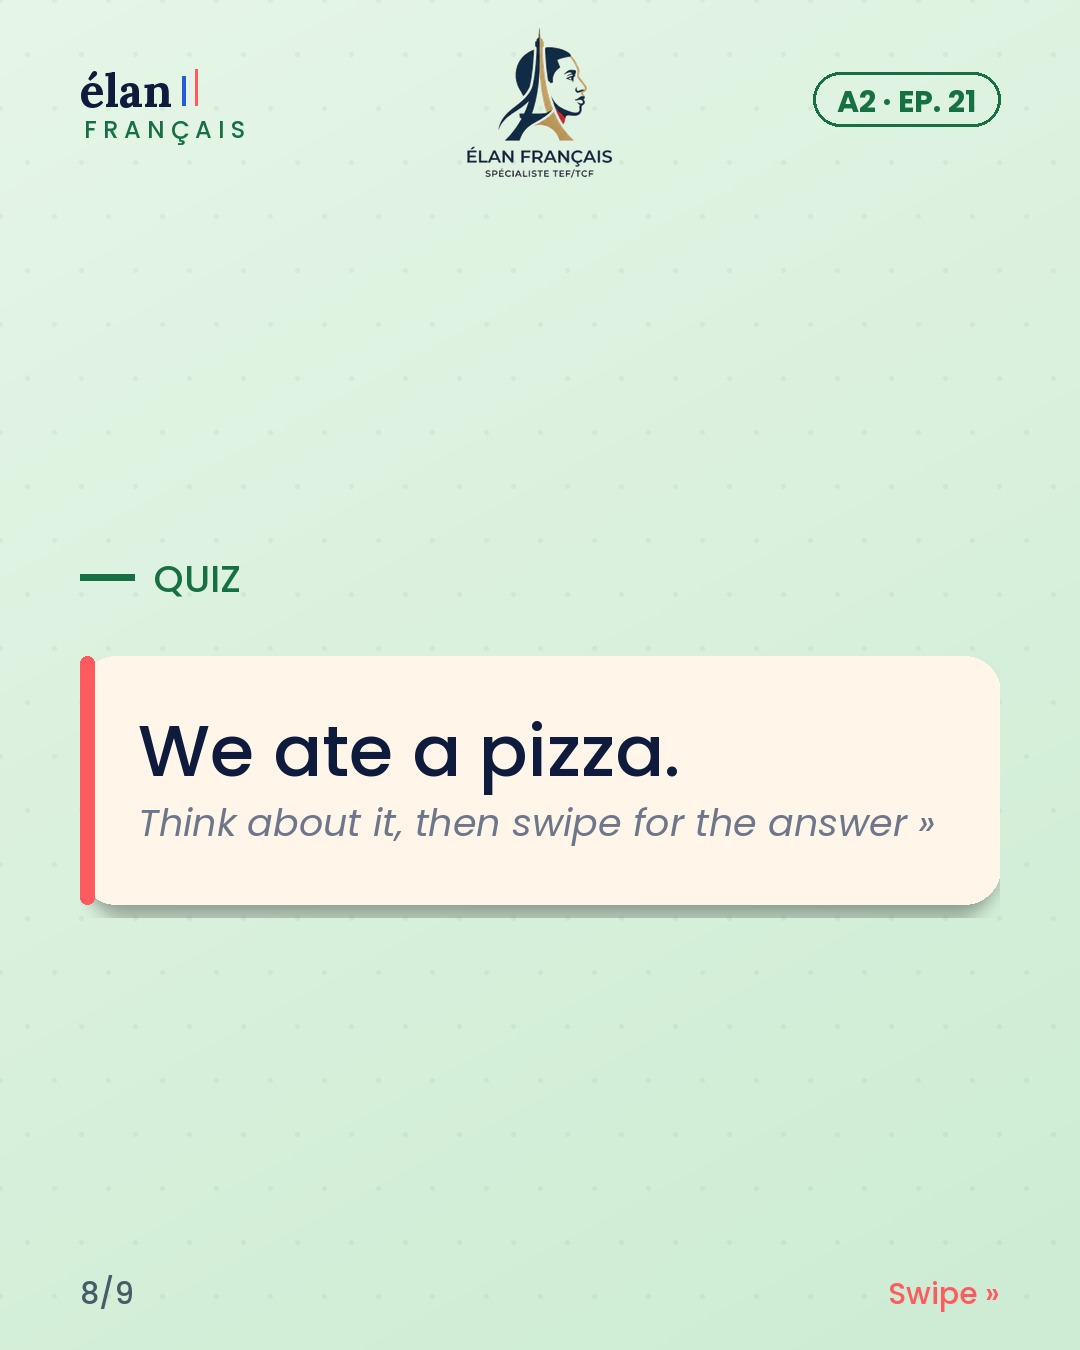 élan
FRANÇAIS
ÉLAN FRANÇAIS
SPÉCIALISTE TEF/TCF
A2 · EP. 21
QUIZ
We ate a pizza.
Think about it, then swipe for the answer »
8/9
Swipe »